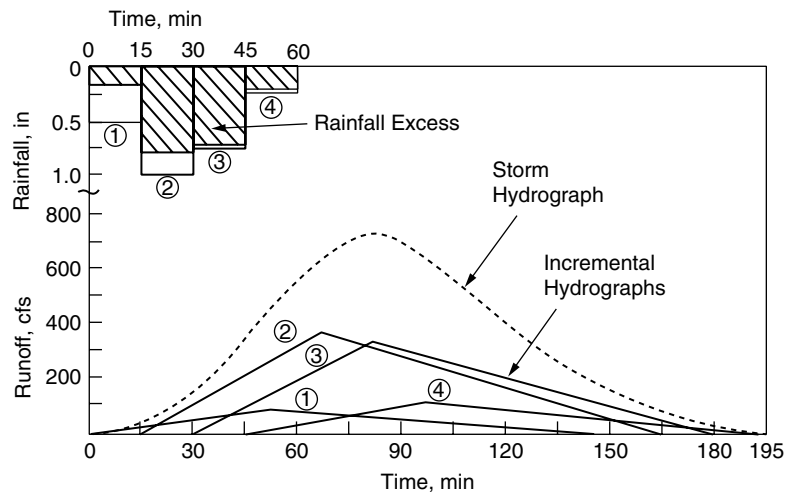 Time, min
0 15 30 45 60
0
0.5
1.0
Rainfall, in
① ② ③ ④
Rainfall Excess
Storm
Hydrograph
Incremental
Hydrographs
800
600
400
200
Runoff, cfs
② ③ ① ④
0 30 60 90 120 150 180 195
Time, min